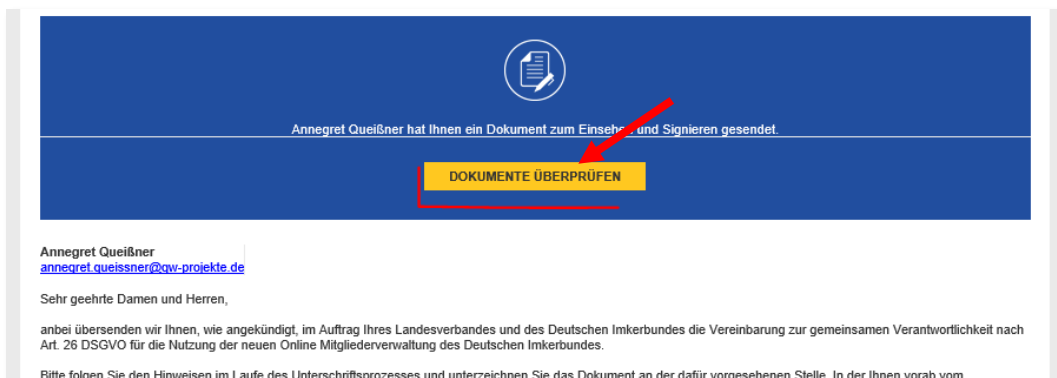 Annegret Queißner hat Ihnen ein Dokument zum Einsehen und Signieren gesendet.
DOKUMENTE ÜBERPRÜFEN
Annegret Queißner
annegret.queissner@qw-projekte.de
Sehr geehrte Damen und Herren,
anbei übersenden wir Ihnen, wie angekündigt, im Auftrag Ihres Landesverbandes und des Deutschen Imkerbundes die Vereinbarung zur gemeinsamen Verantwortlichkeit nach
Art. 26 DSGVO für die Nutzung der neuen Online Mitgliederverwaltung des Deutschen Imkerbundes.
Bitte folgen Sie den Hinweisen im Laufe des Unterschriftsprozesses und unterzeichnen Sie das Dokument an der dafür vorgesehenen Stelle. In der Ihnen vorab vom